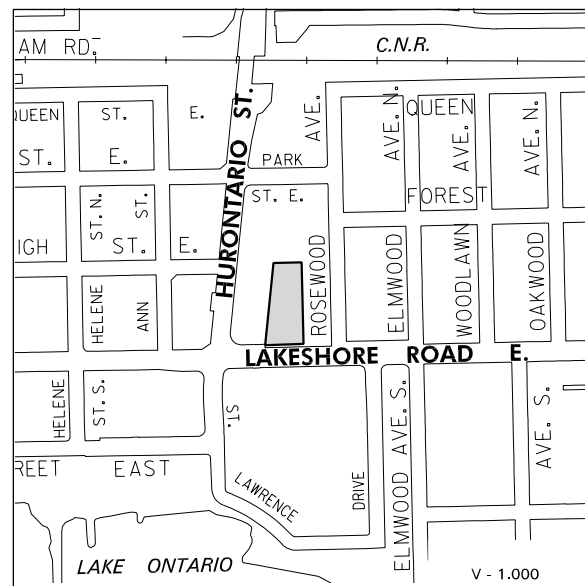 AM RD.
C.N.R.
QUEEN ST. E.
HURONTARIO ST.
AVE.
AVE. N.
QUEEN
AVE. N.
AVE. N.
ST. E.
PARK
ST. E.
FOREST
ST. N.
ST.
IGH ST. E.
HELENE
ANN
ROSEWOOD
ELMWOOD
WOODLAWN
OAKWOOD
LAKESHORE ROAD E.
HELENE
ST. S.
ST.
ELMWOOD AVE. S.
AVE. S.
REET EAST
LAWRENCE
DRIVE
LAKE ONTARIO
V - 1.000